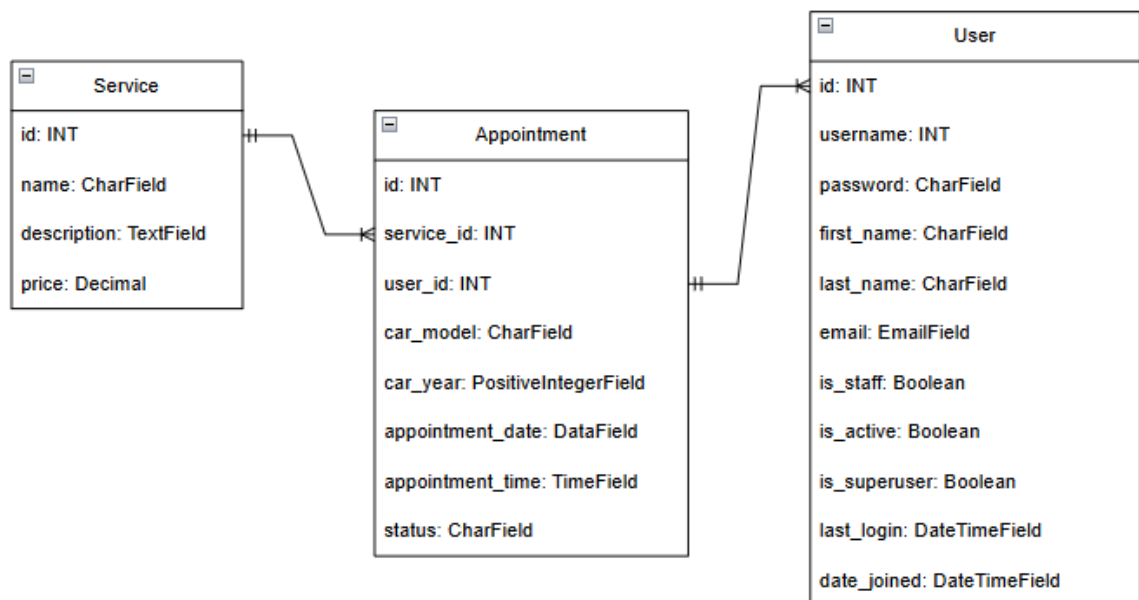 Service
id: INT
name: CharField
description: TextField
price: Decimal
Appointment
id: INT
service_id: INT
user_id: INT
car_model: CharField
car_year: PositiveIntegerField
appointment_date: DataField
appointment_time: TimeField
status: CharField
User
id: INT
username: INT
password: CharField
first_name: CharField
last_name: CharField
email: EmailField
is_staff: Boolean
is_active: Boolean
is_superuser: Boolean
last_login: DateTimeField
date_joined: DateTimeField